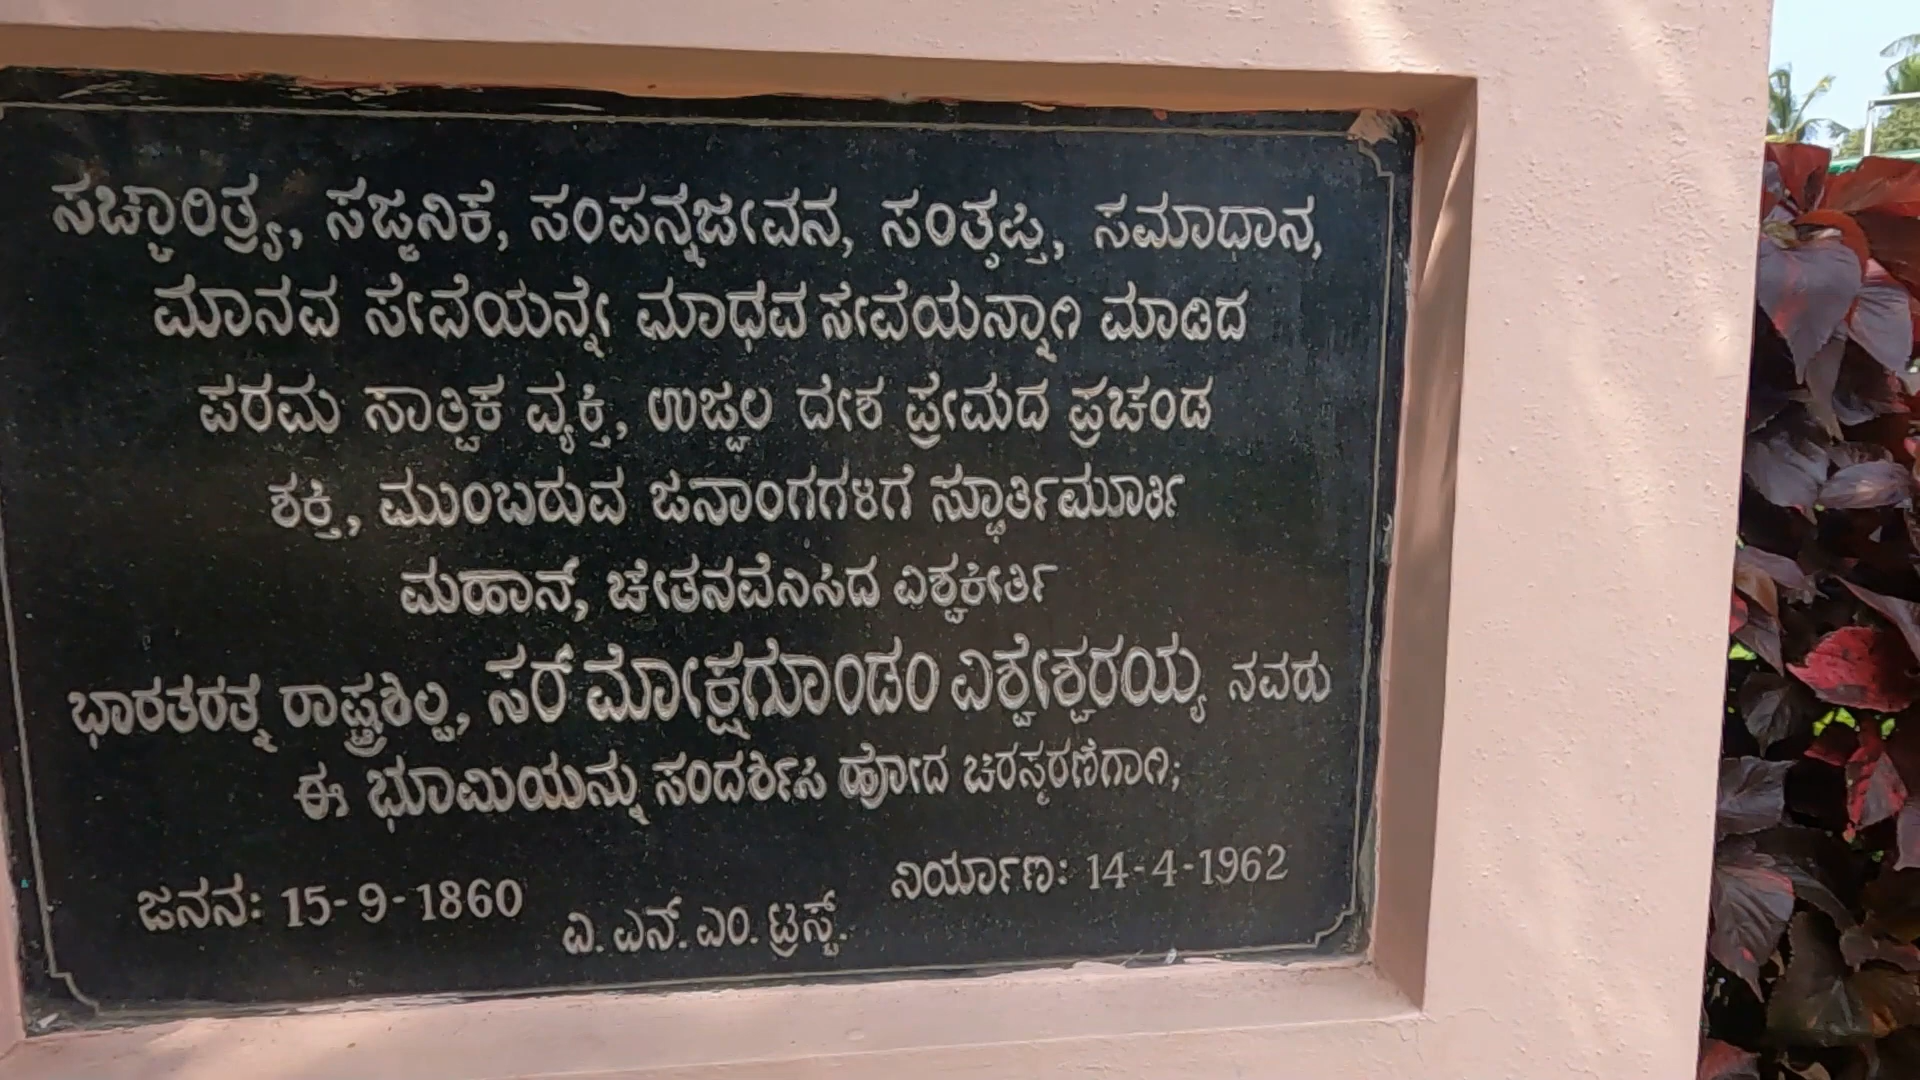 ಸಚ್ಚಾರಿತ್ರ್ಯ, ಸಜ್ಜನಿಕೆ, ಸಂಪನ್ನಜೀವನ, ಸಂತೃಪ್ತ, ಸಮಾಧಾನ,
ಮಾನವ ಸೇವೆಯನ್ನೇ ಮಾಧವ ಸೇವೆಯನ್ನಾಗಿ ಮಾಡಿದ
ಪರಮ ಸಾತ್ವಿಕ ವ್ಯಕ್ತಿ, ಉಜ್ವಲ ದೇಶ ಪ್ರೇಮದ ಪ್ರಚಂಡ
ಶಕ್ತಿ, ಮುಂಬರುವ ಜನಾಂಗಗಳಿಗೆ ಸ್ಫೂರ್ತಿಮೂರ್ತಿ
ಮಹಾನ್, ಚೇತನವೆನಿಸಿದ ವಿಶ್ವಕೀರ್ತಿ
ಭಾರತರತ್ನ ರಾಷ್ಟ್ರಶಿಲ್ಪಿ, ಸರ್ ಮೋಕ್ಷಗೊಂಡಂ ವಿಶ್ವೇಶ್ವರಯ್ಯ ನವರು
ಈ ಭೂಮಿಯನ್ನು ಸಂದರ್ಶಿಸಿ ಹೋದ ಚಿರಸ್ಮರಣೆಗಾಗಿ;
ಜನನ: 15-9-1860 ನಿರ್ಯಾಣ: 14-4-1962
ವಿ. ಎನ್. ಎಂ. ಟ್ರಸ್ಟ್.